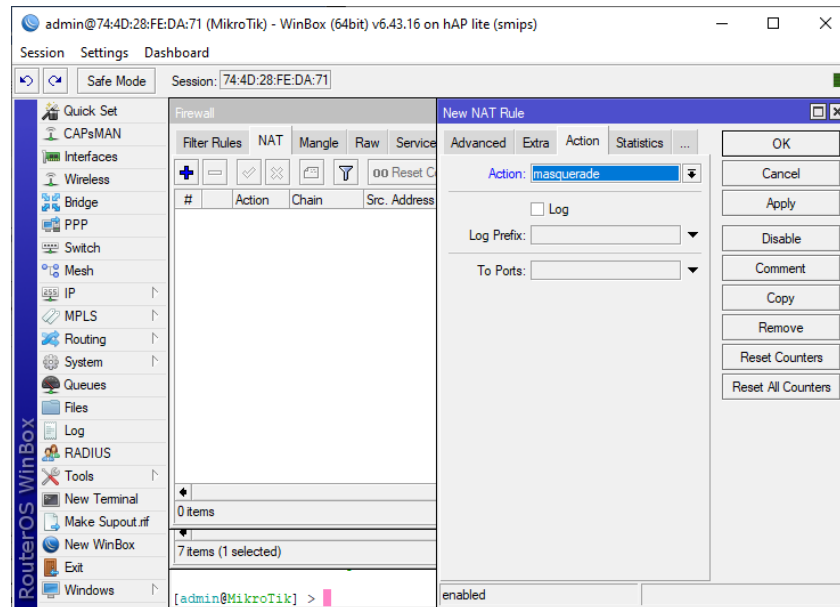 admin@74:4D:28:FE:DA:71 (MikroTik) - WinBox (64bit) v6.43.16 on hAP lite (smips)
Session Settings Dashboard
Safe Mode Session: 74:4D:28:FE:DA:71
RouterOS WinBox
Quick Set
CAPsMAN
Interfaces
Wireless
Bridge
PPP
Switch
Mesh
IP
MPLS
Routing
System
Queues
Files
Log
RADIUS
Tools
New Terminal
Make Supout.rif
New WinBox
Exit
Windows
Firewall
Filter Rules NAT Mangle Raw Service
00 Reset C
# Action Chain Src. Address
0 items
7 items (1 selected)
[admin@MikroTik] >
New NAT Rule
Advanced Extra Action Statistics ...
Action: masquerade
Log
Log Prefix:
To Ports:
enabled
OK
Cancel
Apply
Disable
Comment
Copy
Remove
Reset Counters
Reset All Counters